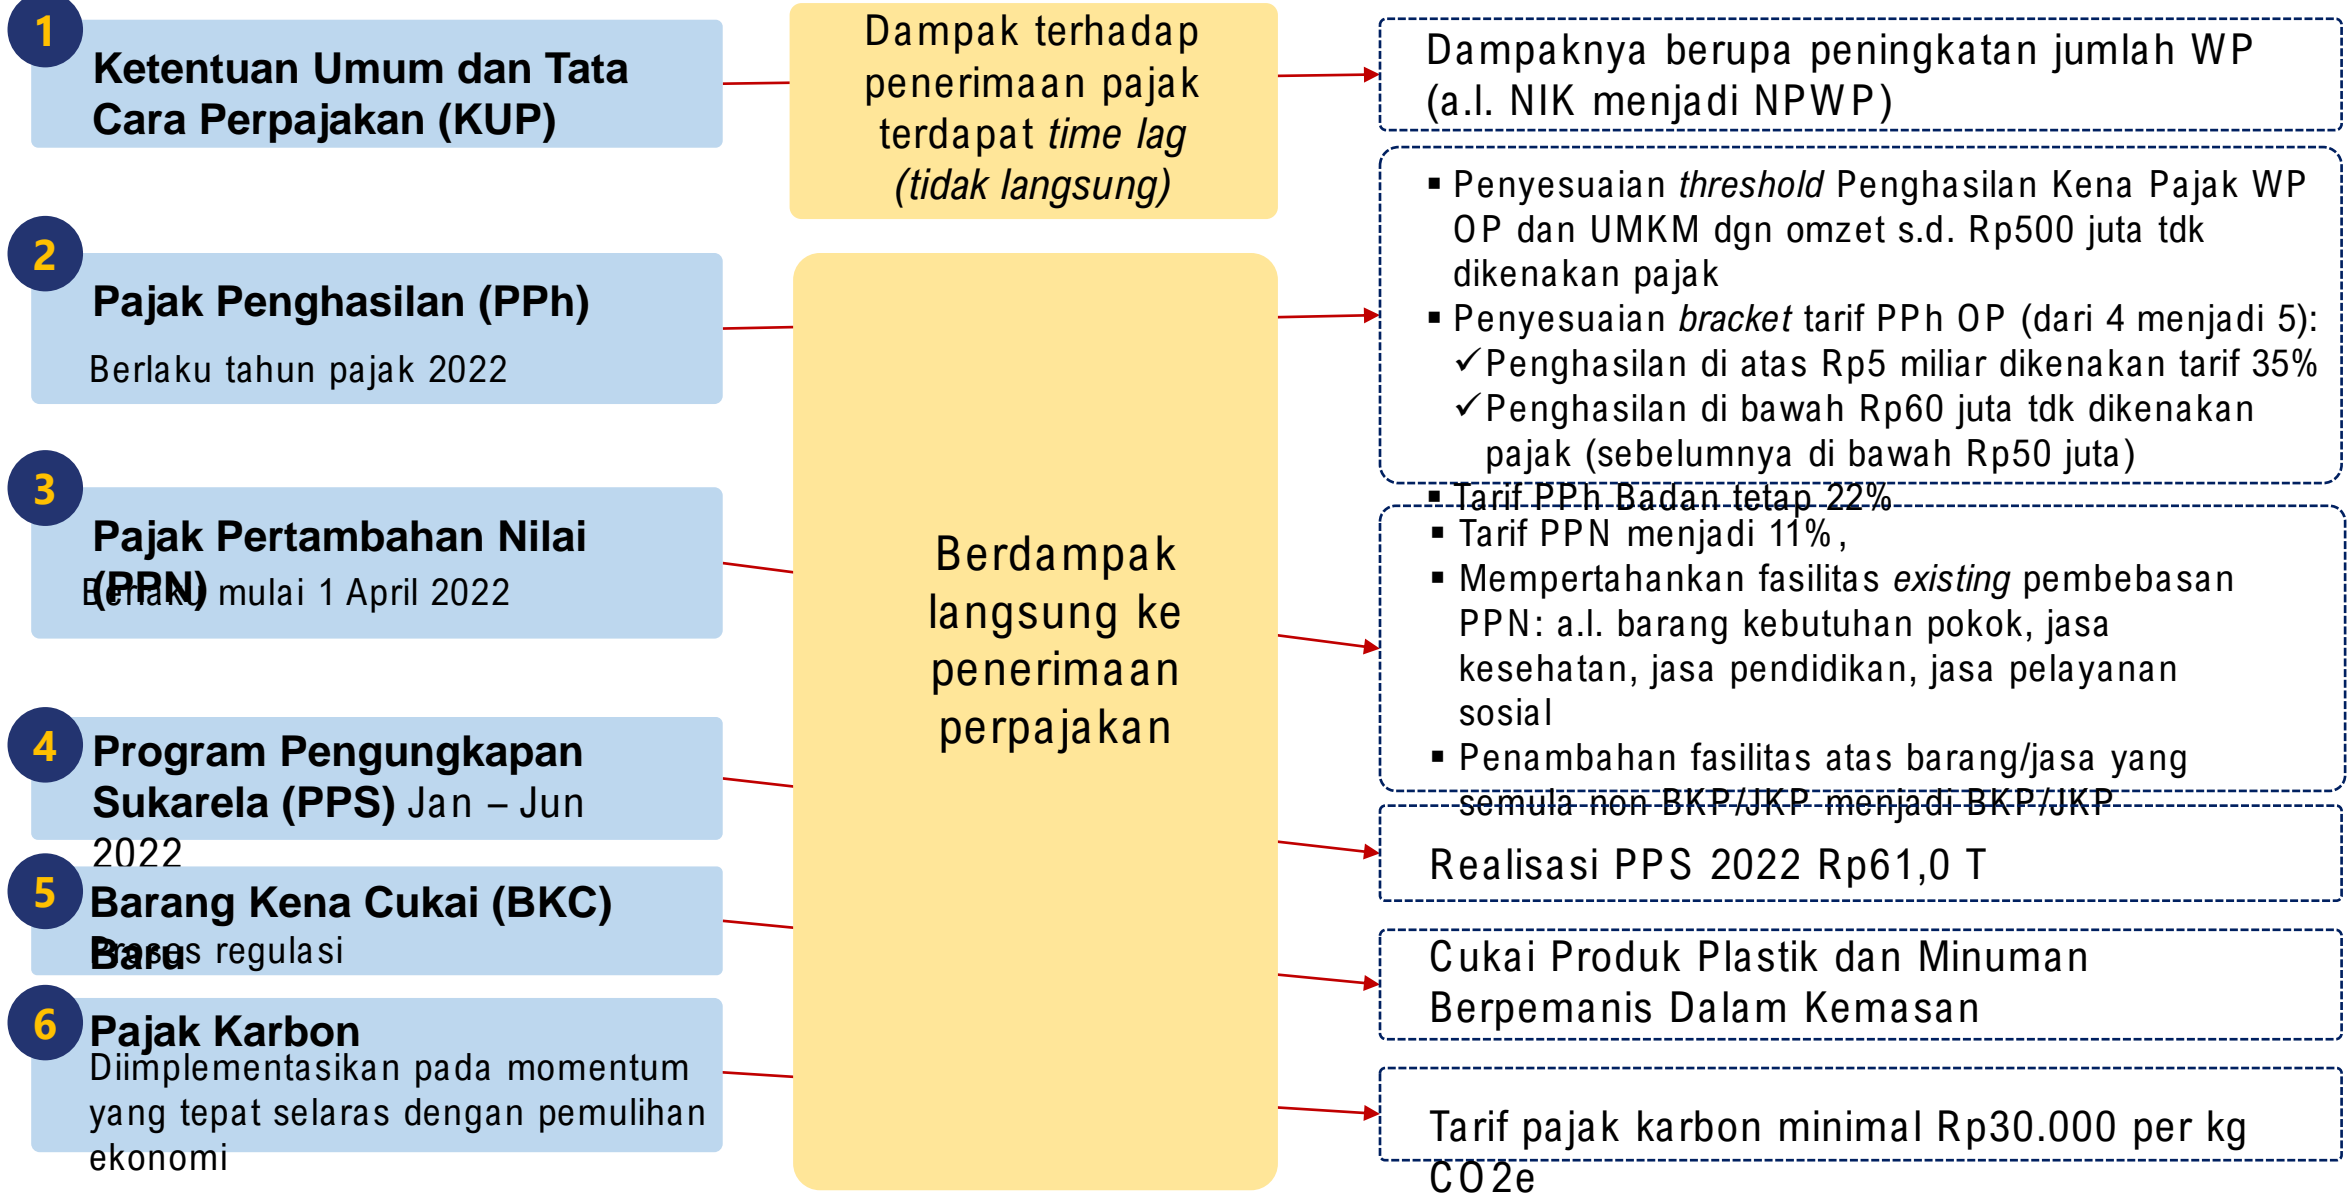 1
Ketentuan Umum dan Tata
Cara Perpajakan (KUP)
Dampak terhadap
penerimaan pajak
terdapat time lag
(tidak langsung)
Dampaknya berupa peningkatan jumlah WP
(a.l. NIK menjadi NPWP)
2
Pajak Penghasilan (PPh)
Berlaku tahun pajak 2022
Berdampak
langsung ke
penerimaan
perpajakan
▪ Penyesuaian threshold Penghasilan Kena Pajak WP
OP dan UMKM dgn omzet s.d. Rp500 juta tdk
dikenakan pajak
▪ Penyesuaian bracket tarif PPh OP (dari 4 menjadi 5):
✓Penghasilan di atas Rp5 miliar dikenakan tarif 35%
✓Penghasilan di bawah Rp60 juta tdk dikenakan
pajak (sebelumnya di bawah Rp50 juta)
▪ Tarif PPh Badan tetap 22%
3
Pajak Pertambahan Nilai
(PPN)
Berlaku mulai 1 April 2022
▪ Tarif PPN menjadi 11%,
▪ Mempertahankan fasilitas existing pembebasan
PPN: a.l. barang kebutuhan pokok, jasa
kesehatan, jasa pendidikan, jasa pelayanan
sosial
▪ Penambahan fasilitas atas barang/jasa yang
semula non BKP/JKP menjadi BKP/JKP
4
Program Pengungkapan
Sukarela (PPS) Jan – Jun
2022
Realisasi PPS 2022 Rp61,0 T
5
Barang Kena Cukai (BKC)
Baru
Proses regulasi
Cukai Produk Plastik dan Minuman
Berpemanis Dalam Kemasan
6
Pajak Karbon
Diimplementasikan pada momentum
yang tepat selaras dengan pemulihan
ekonomi
Tarif pajak karbon minimal Rp30.000 per kg
CO2e